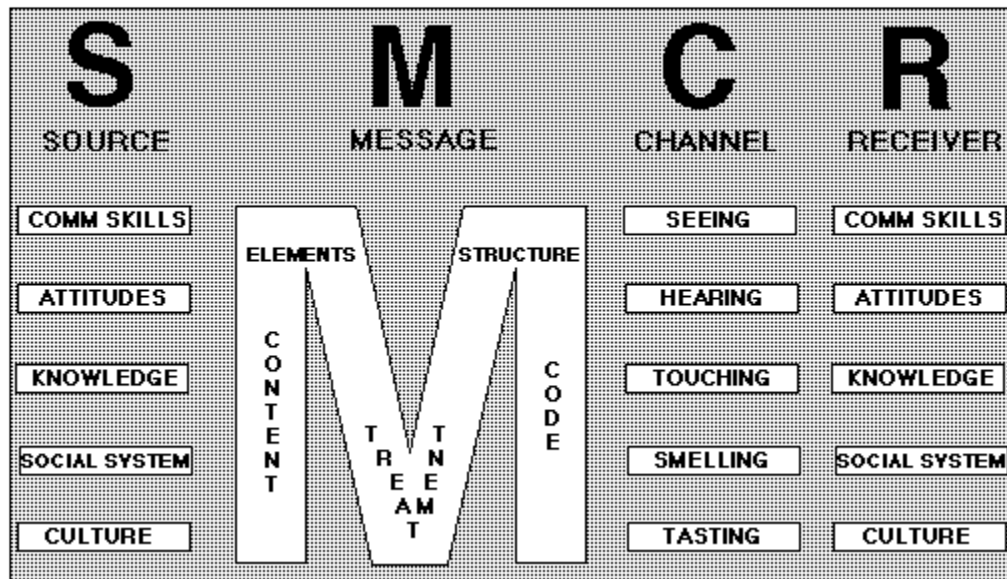 S M C R
SOURCE MESSAGE CHANNEL RECEIVER
COMM SKILLS
ATTITUDES
KNOWLEDGE
SOCIAL SYSTEM
CULTURE
ELEMENTS STRUCTURE
CONTENT
TREATMENT
CODE
SEEING
HEARING
TOUCHING
SMELLING
TASTING
COMM SKILLS
ATTITUDES
KNOWLEDGE
SOCIAL SYSTEM
CULTURE